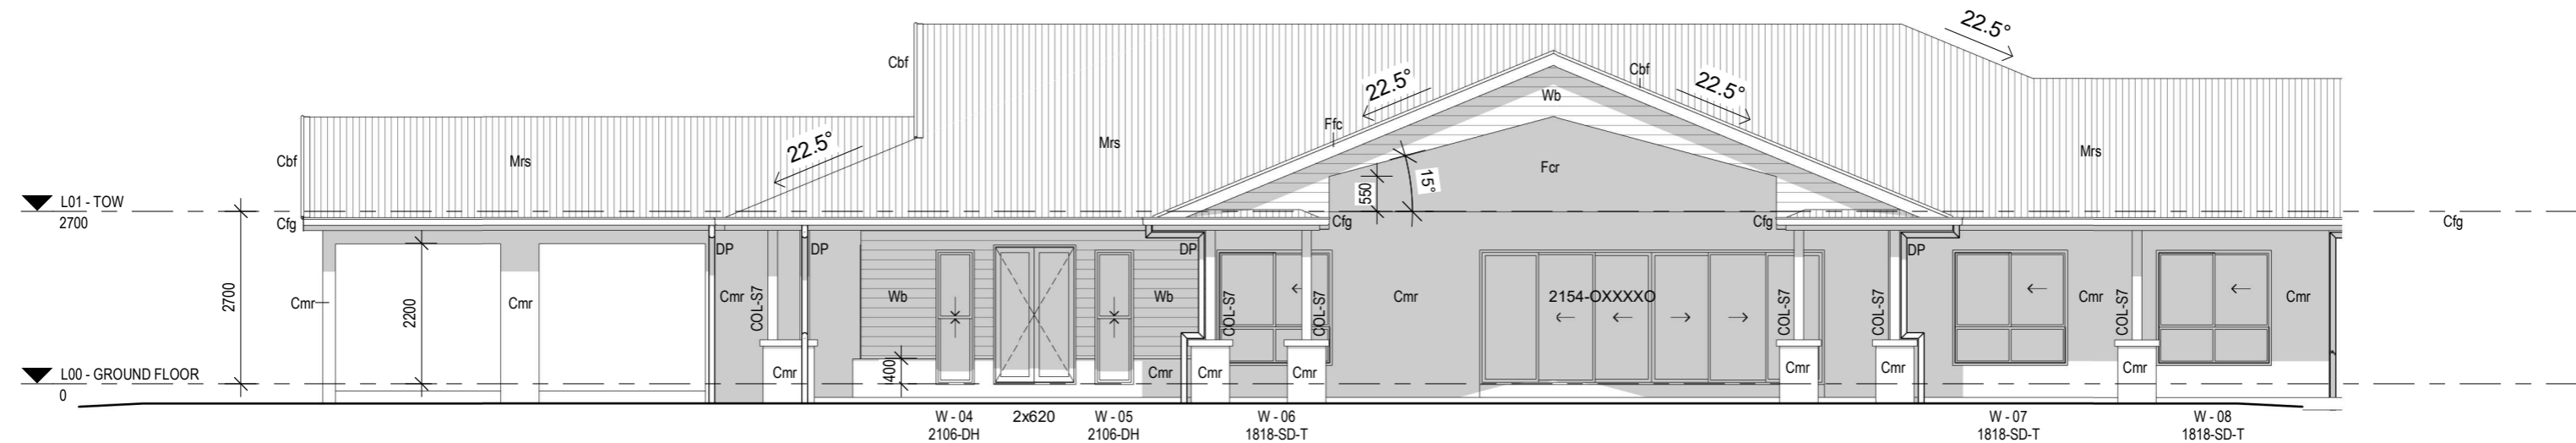 22.5°
Cbf
Cbf
22.5°
22.5°
Wb
Ffc
22.5°
Mrs
Cbf
Mrs
Mrs
Fcr
15°
550
L01 - TOW
2700
Cfg
Cfg
Cfg
Cfg
DP
DP
DP
DP
2700
2200
Cmr
Cmr
Cmr
COL-S7
Wb
Wb
COL-S7
COL-S7
Cmr
2154-OXXXXO
COL-S7
COL-S7
Cmr
COL-S7
Cmr
L00 - GROUND FLOOR
0
400
Cmr
Cmr
Cmr
Cmr
Cmr
Cmr
Cmr
W - 04
2106-DH
2x620
W - 05
2106-DH
W - 06
1818-SD-T
W - 07
1818-SD-T
W - 08
1818-SD-T